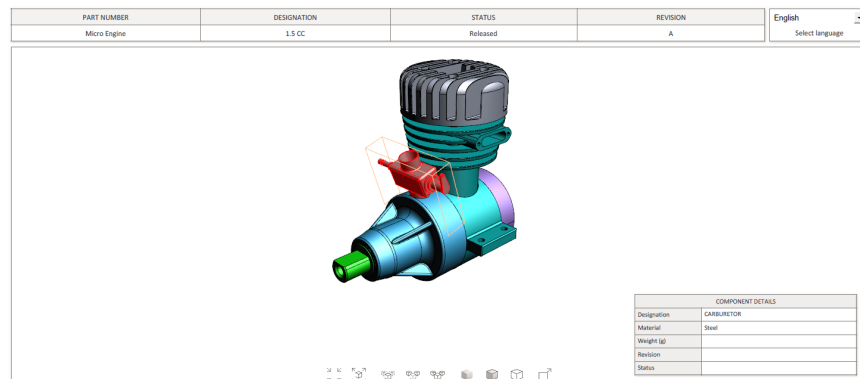 PART NUMBER DESIGNATION STATUS REVISION English
Micro Engine 1.5 CC Released A Select language
COMPONENT DETAILS
Designation CARBURETOR
Material Steel
Weight (g)
Revision
Status